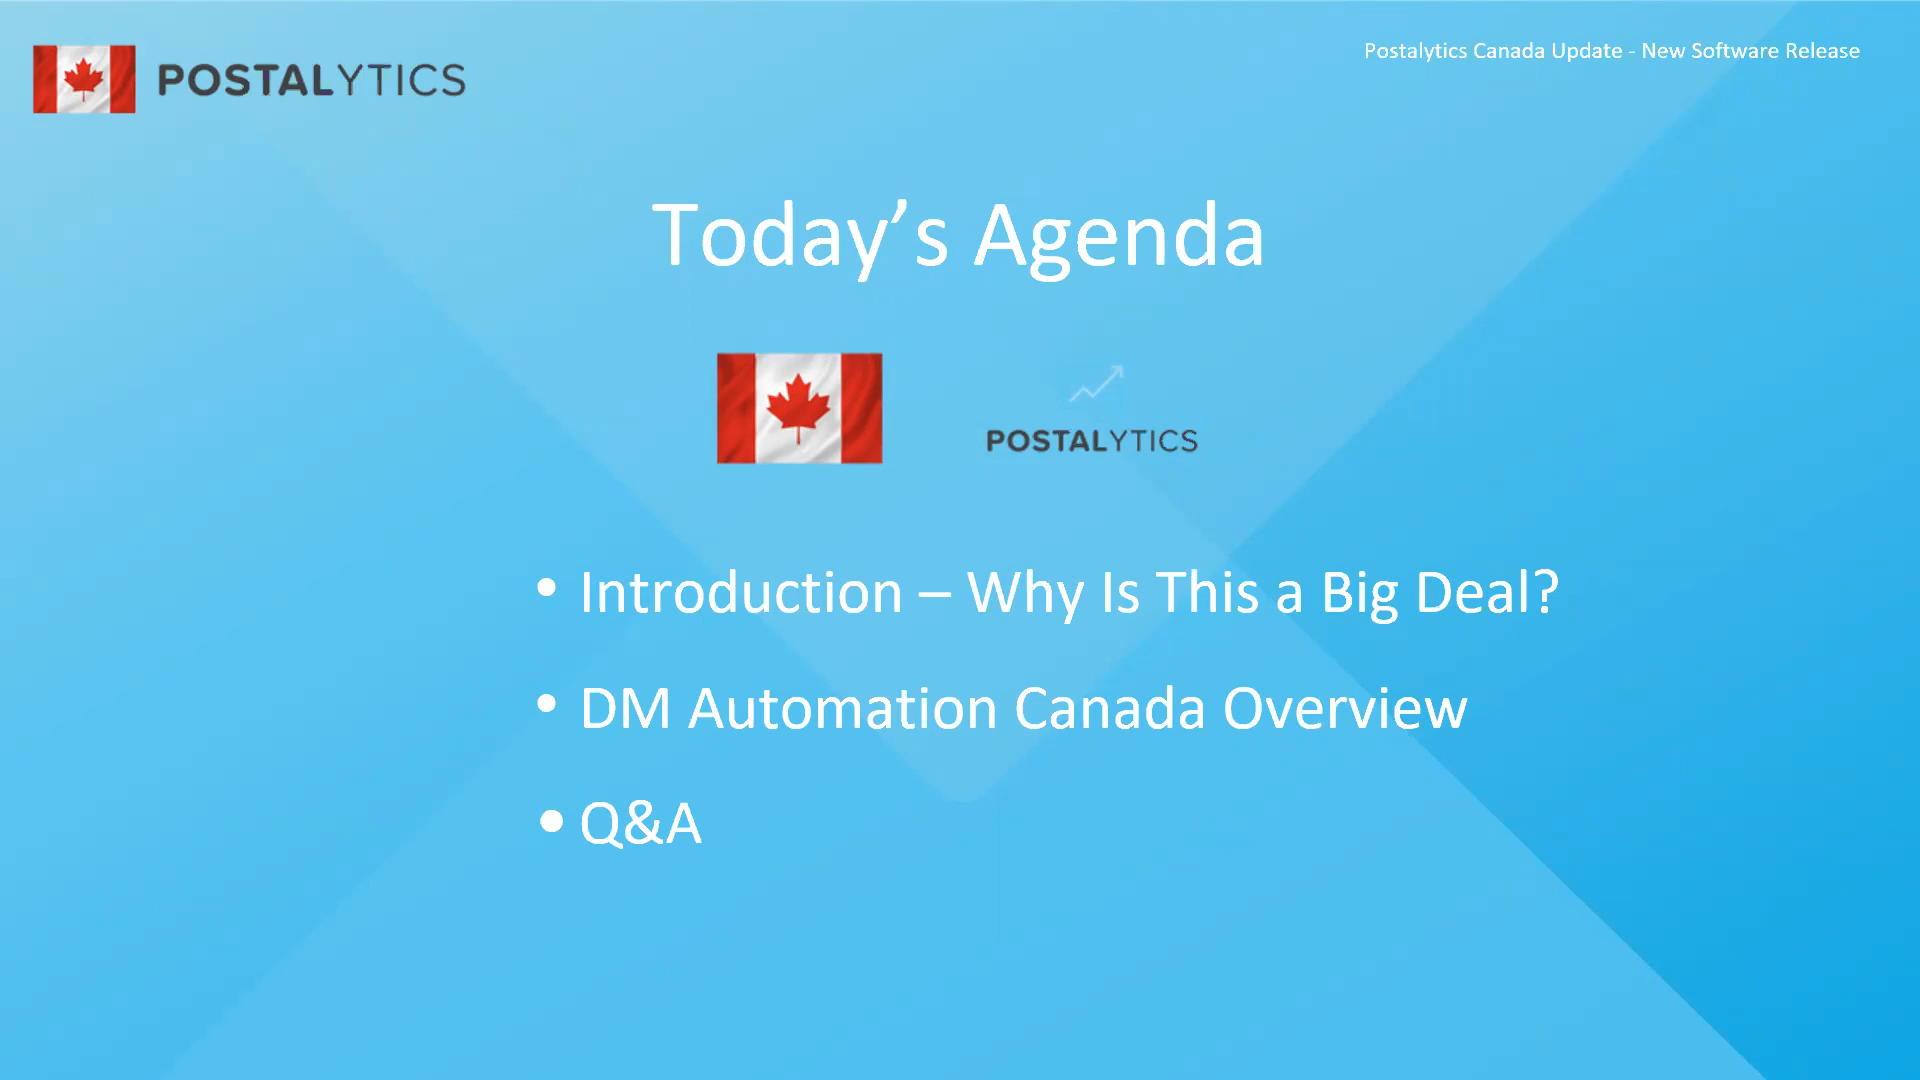 POSTALYTICS
Postalytics Canada Update - New Software Release
Today’s Agenda
POSTALYTICS
• Introduction – Why Is This a Big Deal?
• DM Automation Canada Overview
• Q&A